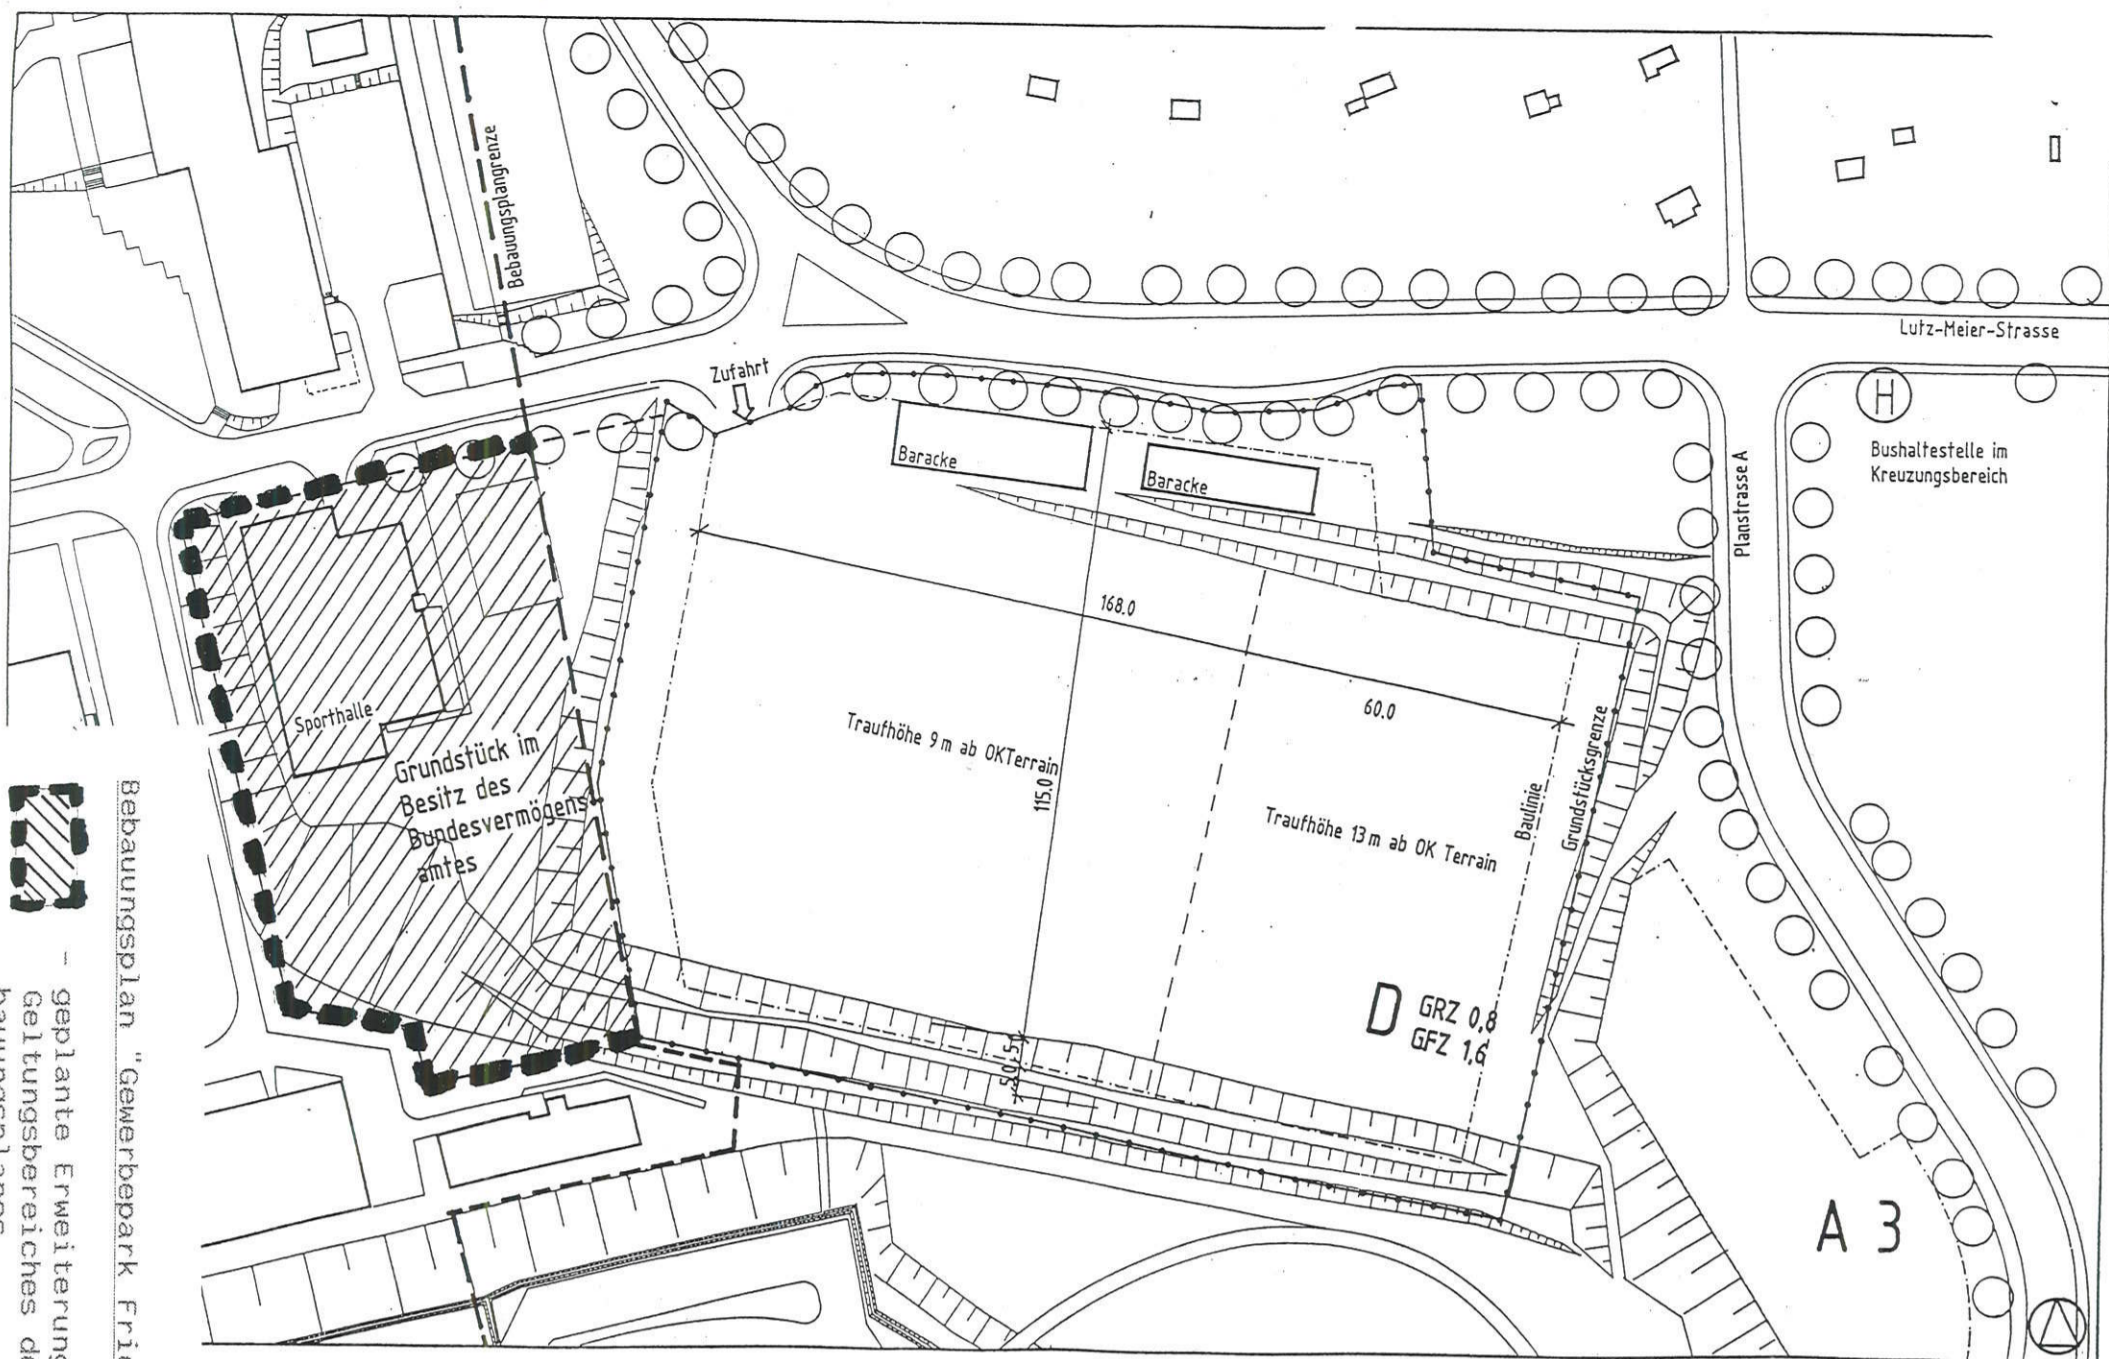 Bebauungsplangrenze
Lutz-Meier-Strasse
Zufahrt
H
Bushaltestelle im
Kreuzungsbereich
Planstrasse A
Baracke
Baracke
168.0
60.0
115.0
Sporthalle
Grundstück im
Besitz des
Bundesvermögens
amtes
Traufhöhe 9 m ab OKTerrain
Traufhöhe 13 m ab OK Terrain
Baulinie
Grundstücksgrenze
D
GRZ 0,8
GFZ 1,6
5.0 5.0
A 3
Bebauungsplan "Gewerbepark
- geplante Erweiterung
Geltungsbereiches